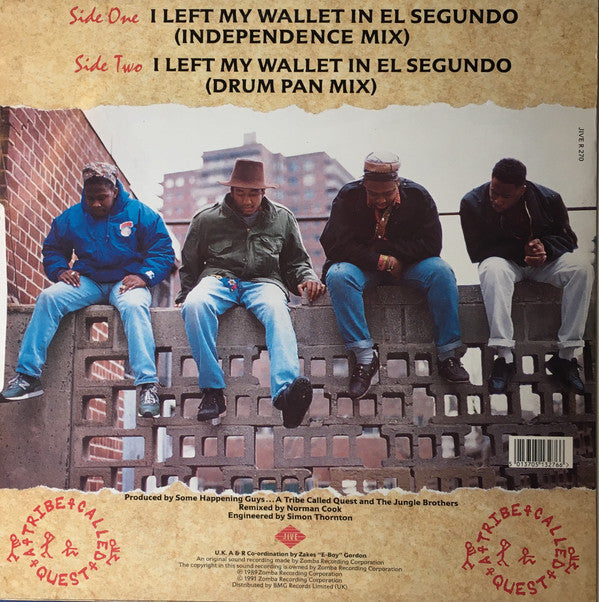 Side One I LEFT MY WALLET IN EL SEGUNDO
(INDEPENDENCE MIX)
Side Two I LEFT MY WALLET IN EL SEGUNDO
(DRUM PAN MIX)
JIVE R 270
5 013705 132766
Produced by Some Happening Guys... A Tribe Called Quest and The Jungle Brothers
Remixed by Norman Cook
Engineered by Simon Thornton
A TRIBE CALLED QUEST
JIVE
A TRIBE CALLED QUEST
U.K. A & R Co-ordination by Zakes "E-Boy" Gordon
An original sound recording made by Zomba Recording Corporation
The copyright in this sound recording is owned by Zomba Recording Corporation
℗ 1989 Zomba Recording Corporation
© 1991 Zomba Recording Corporation
Distributed by BMG Records Limited (UK)